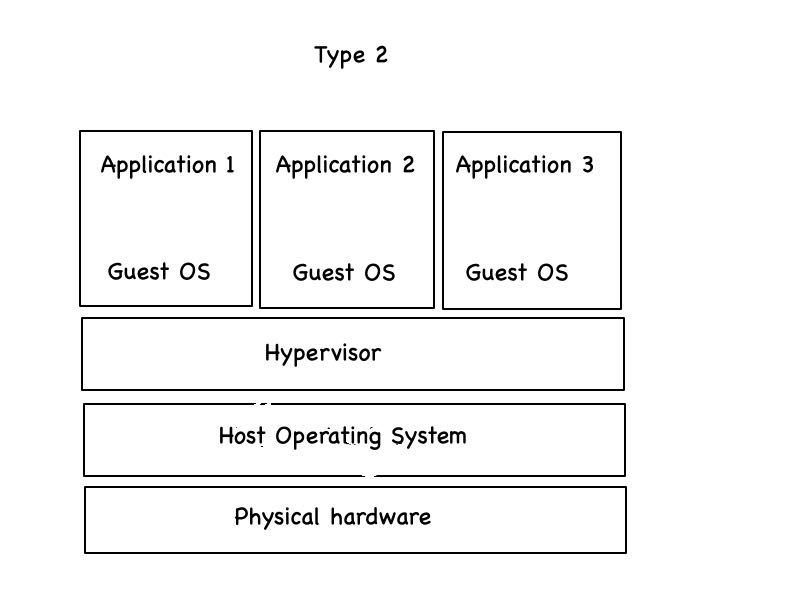 Type 2
Application 1 Application 2 Application 3
Guest OS Guest OS Guest OS
Hypervisor
Host Operating System
Physical hardware